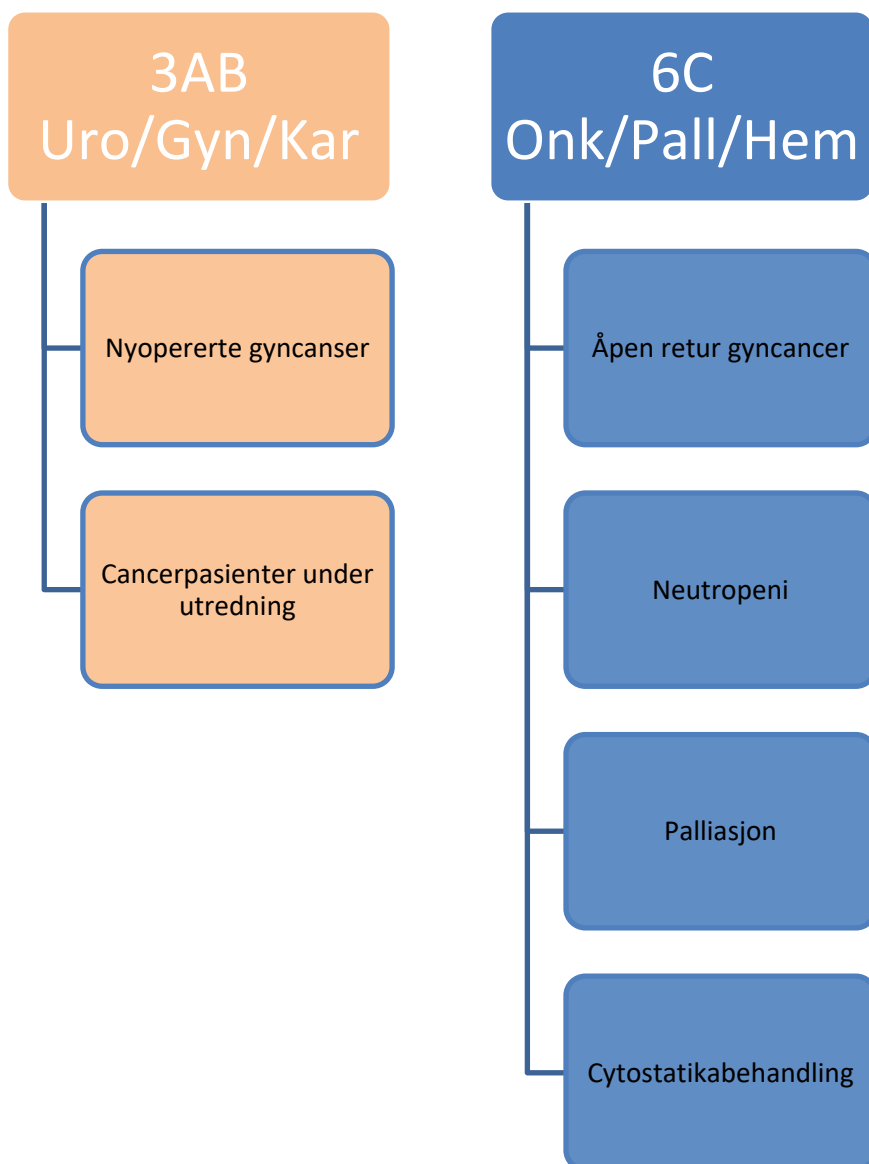 3AB
Uro/Gyn/Kar
Nyopererte gyncanser
Cancerpasienter under
utredning
6C
Onk/Pall/Hem
Åpen retur gyncancer
Neutropeni
Palliasjon
Cytostatikabehandling